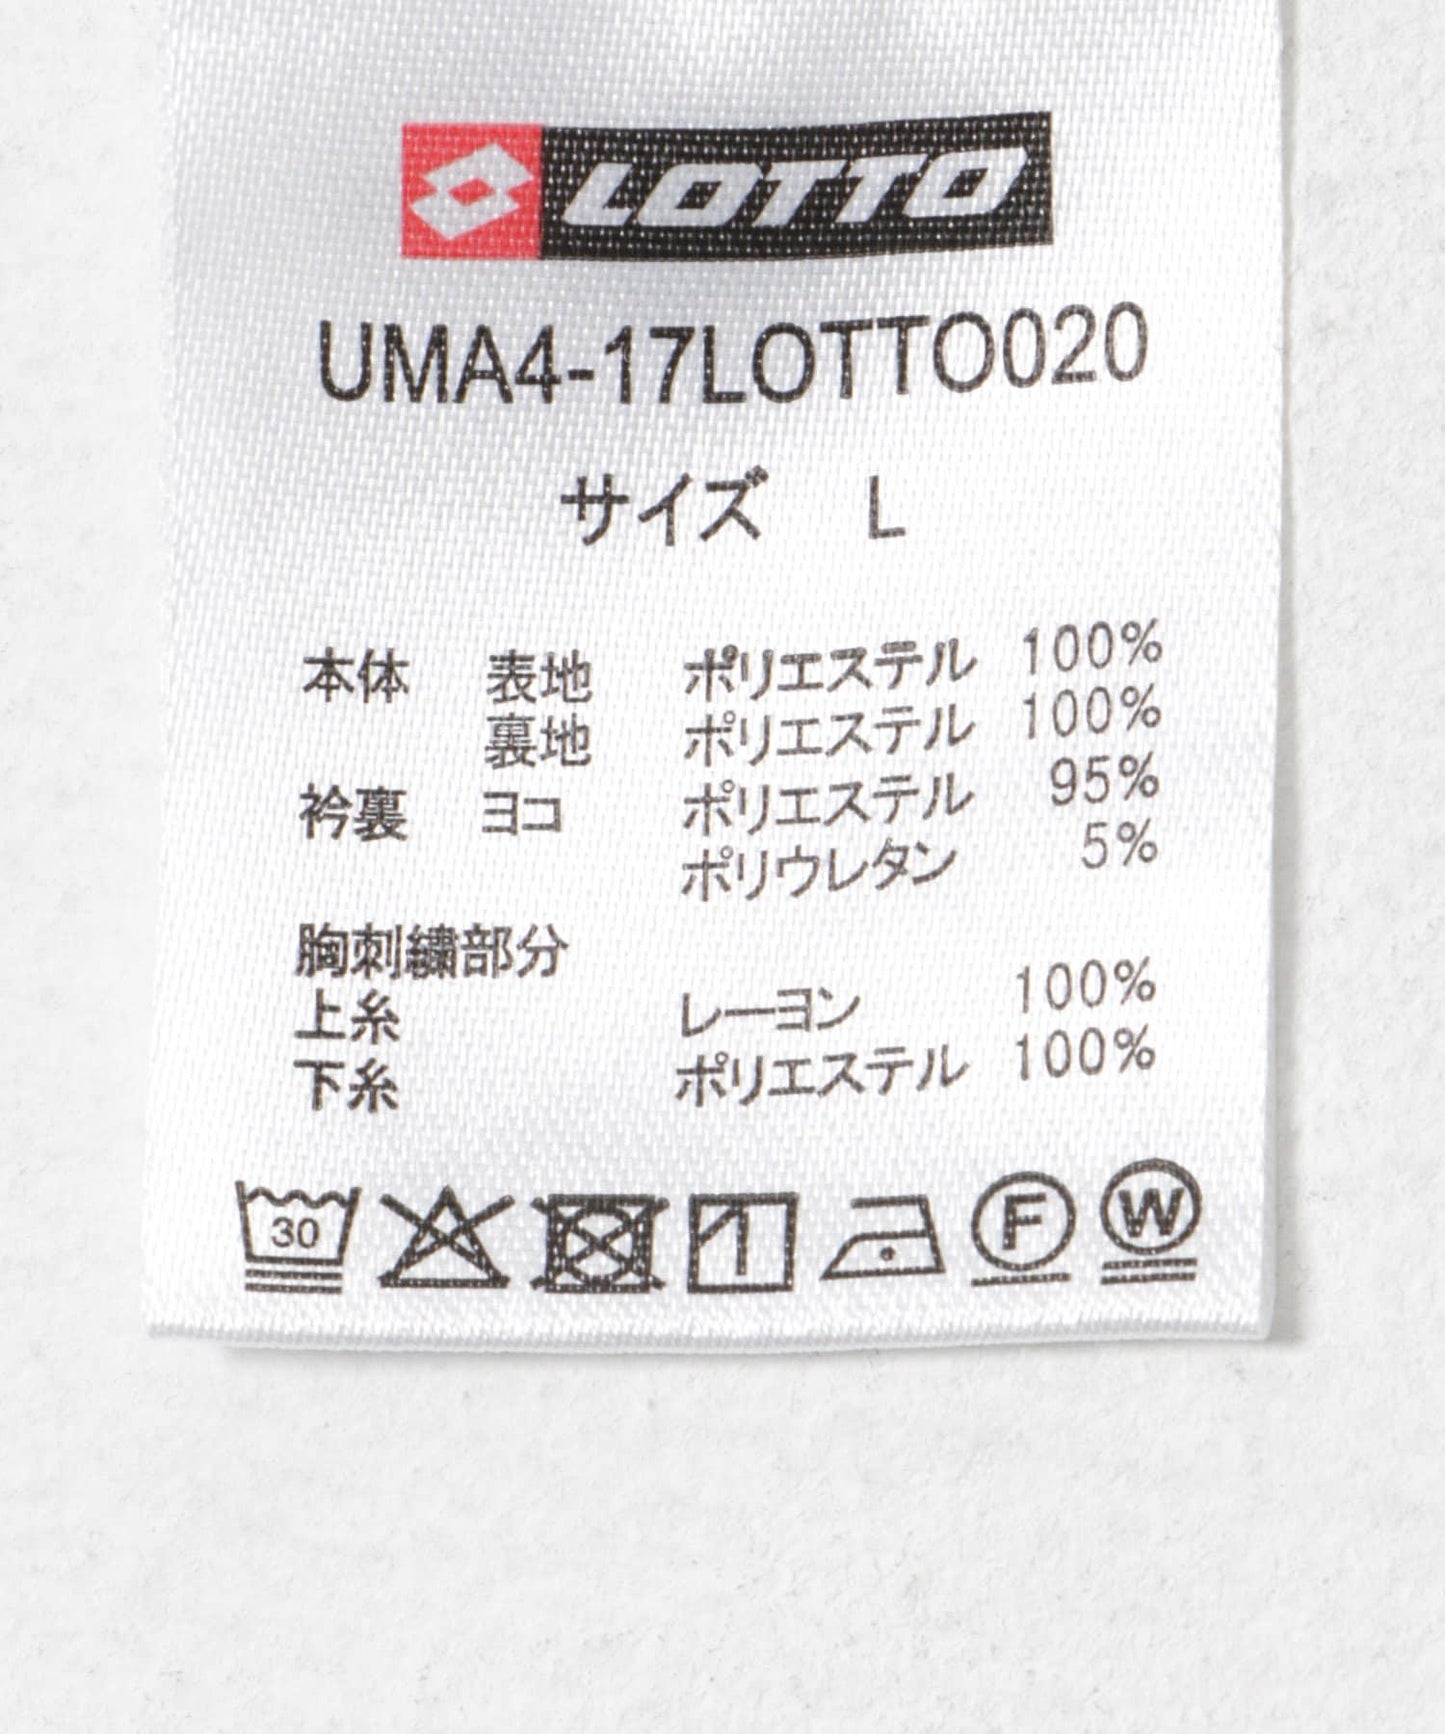 LOTTO
UMA4-17LOTTO020
サイズ L
本体 表地 ポリエステル 100%
裏地 ポリエステル 100%
衿裏 ヨコ ポリエステル 95%
ポリウレタン 5%
胸刺繍部分
上糸 レーヨン 100%
下糸 ポリエステル 100%
30 F W